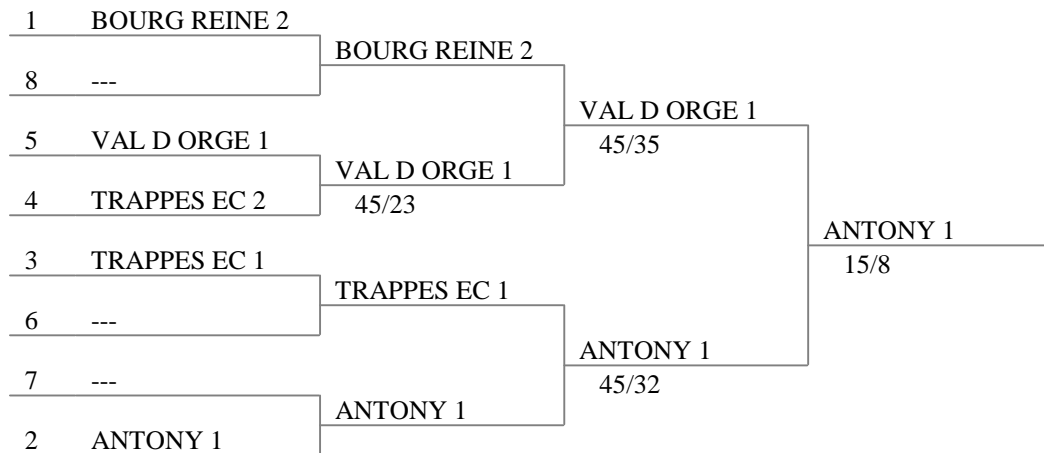 1 BOURG REINE 2
BOURG REINE 2
8 ---
VAL D ORGE 1
45/35
5 VAL D ORGE 1
VAL D ORGE 1
45/23
4 TRAPPES EC 2
ANTONY 1
15/8
3 TRAPPES EC 1
TRAPPES EC 1
6 ---
ANTONY 1
45/32
7 ---
ANTONY 1
2 ANTONY 1